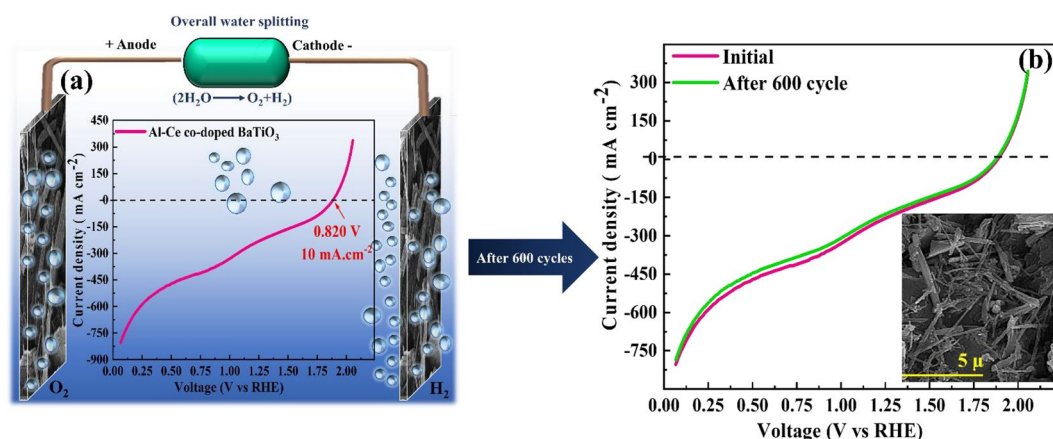 Overall water splitting
+ Anode
Cathode -
(a)
(2H₂O → O₂+H₂)
450
300
150
0
-150
-300
-450
-600
-750
-900
Current density ( mA cm⁻²)
Al-Ce co-doped BaTiO₃
0.820 V
10 mA.cm⁻²
0.00 0.25 0.50 0.75 1.00 1.25 1.50 1.75 2.00
Voltage (V vs RHE)
O₂
H₂
After 600 cycles
(b)
Initial
After 600 cycle
300
150
0
-150
-300
-450
-600
-750
Current density ( mA cm⁻²)
5 µ
0.00 0.25 0.50 0.75 1.00 1.25 1.50 1.75 2.00
Voltage (V vs RHE)